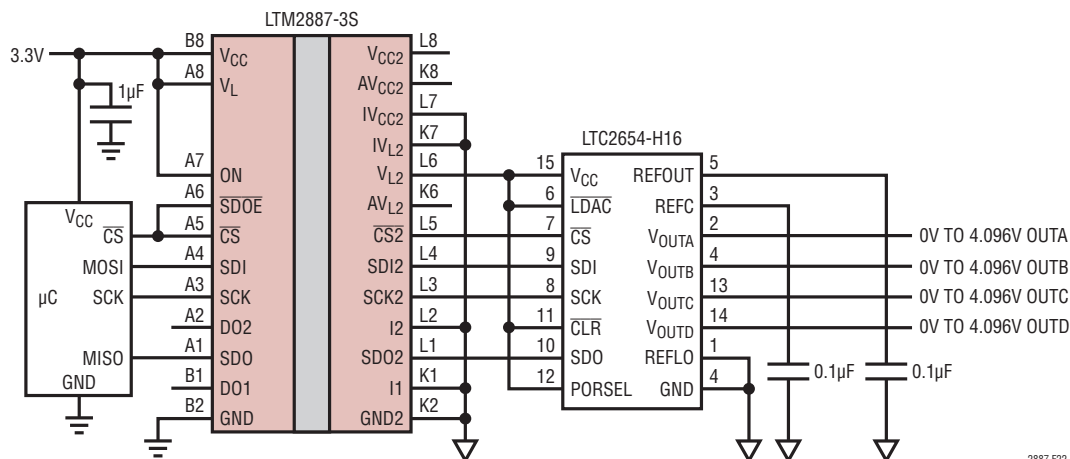 LTM2887-3S
3.3V
1µF
B8
VCC
A8
VL
A7
ON
A6
SDOE
A5
CS
A4
SDI
A3
SCK
A2
DO2
A1
SDO
B1
DO1
B2
GND
VCC
CS
MOSI
µC
SCK
MISO
GND
VCC2
L8
AVCC2
K8
IVCC2
L7
IVL2
K7
VL2
L6
AVL2
K6
CS2
L5
SDI2
L4
SCK2
L3
I2
L2
SDO2
L1
I1
K1
GND2
K2
LTC2654-H16
15
VCC
6
LDAC
7
CS
9
SDI
8
SCK
11
CLR
10
SDO
12
PORSEL
REFOUT
5
REFC
3
VOUTA
2
0V TO 4.096V OUTA
VOUTB
4
0V TO 4.096V OUTB
VOUTC
13
0V TO 4.096V OUTC
VOUTD
14
0V TO 4.096V OUTD
REFLO
1
GND
4
0.1µF
0.1µF